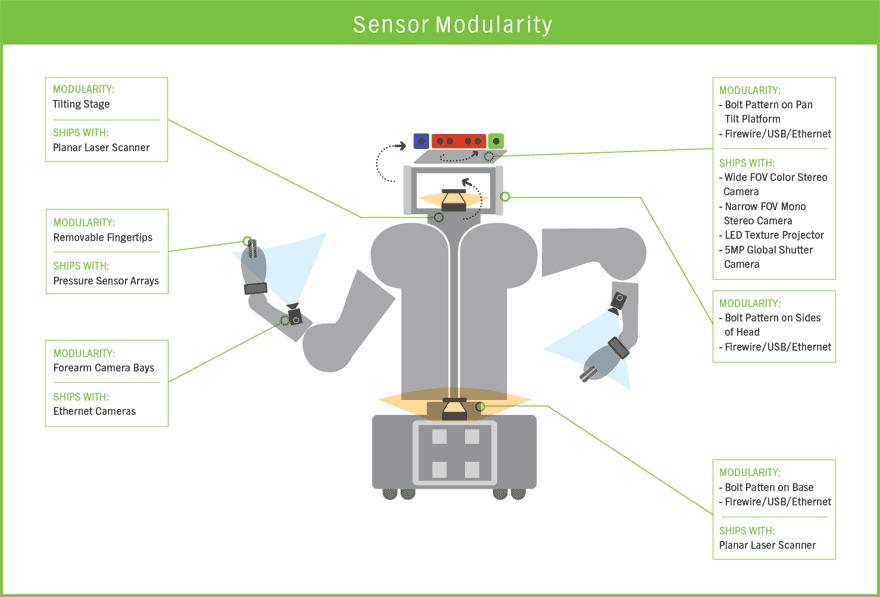 Sensor Modularity
MODULARITY:
Tilting Stage
SHIPS WITH:
Planar Laser Scanner
MODULARITY:
Removable Fingertips
SHIPS WITH:
Pressure Sensor Arrays
MODULARITY:
Forearm Camera Bays
SHIPS WITH:
Ethernet Cameras
MODULARITY:
- Bolt Pattern on Pan
Tilt Platform
- Firewire/USB/Ethernet
SHIPS WITH:
- Wide FOV Color Stereo
Camera
- Narrow FOV Mono
Stereo Camera
- LED Texture Projector
- 5MP Global Shutter
Camera
MODULARITY:
- Bolt Pattern on Sides
of Head
- Firewire/USB/Ethernet
MODULARITY:
- Bolt Patten on Base
- Firewire/USB/Ethernet
SHIPS WITH:
Planar Laser Scanner